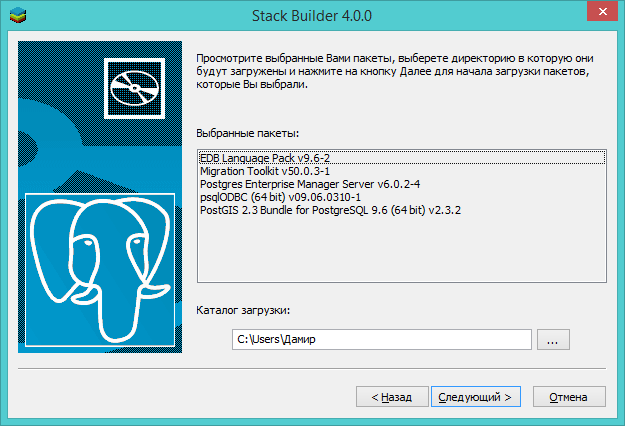 Stack Builder 4.0.0
Просмотрите выбранные Вами пакеты, выберете директорию в которую они
будут загружены и нажмите на кнопку Далее для начала загрузки пакетов,
которые Вы выбрали.
Выбранные пакеты:
EDB Language Pack v9.6-2
Migration Toolkit v50.0.3-1
Postgres Enterprise Manager Server v6.0.2-4
psqlODBC (64 bit) v09.06.0310-1
PostGIS 2.3 Bundle for PostgreSQL 9.6 (64 bit) v2.3.2
Каталог загрузки:
C:\Users\Дамир
...
< Назад
Следующий >
Отмена